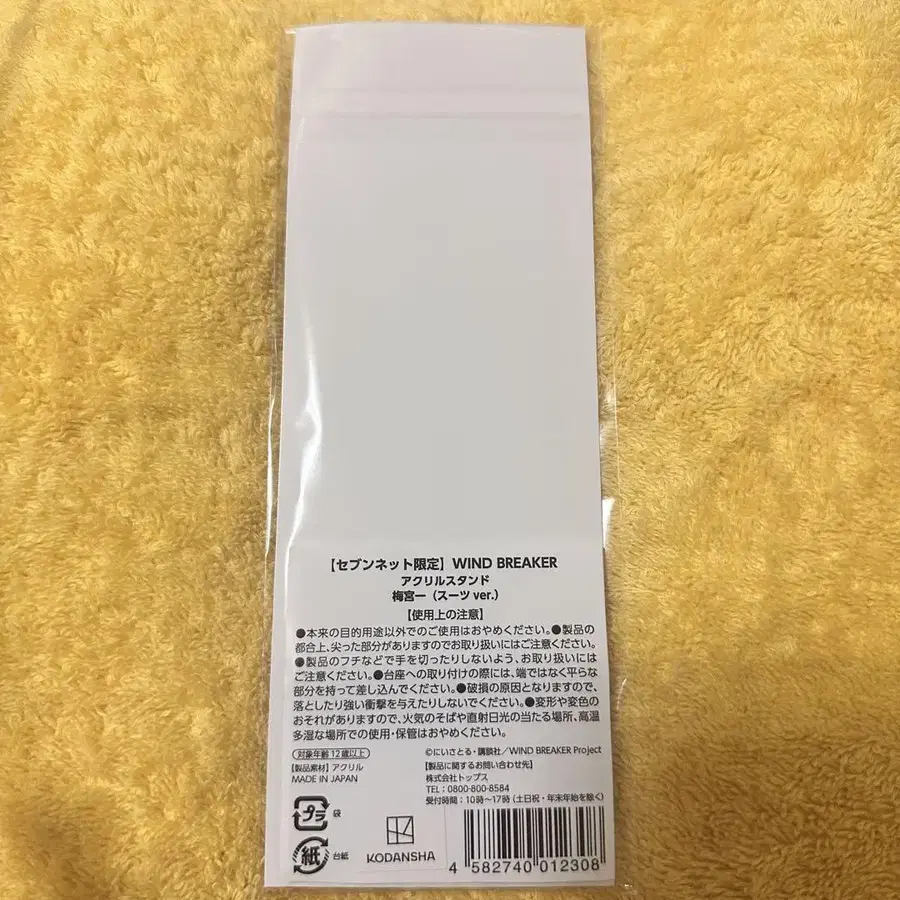 【セブンネット限定】WIND BREAKER
アクリルスタンド
梅宮一（スーツ ver.）
【使用上の注意】
●本来の目的用途以外でのご使用はおやめください。●製品の
都合上、尖った部分がありますのでお取り扱いにはご注意ください。
●製品のフチなどで手を切ったりしないよう、お取り扱いには
ご注意ください。●台座への取り付けの際には、端ではなく平らな
部分を持って差し込んでください。●破損の原因となりますので、
落としたり強い衝撃を与えたりしないでください。●変形や変色の
おそれがありますので、火気のそばや直射日光の当たる場所、高温
多湿な場所での使用・保管はおやめください。
対象年齢12歳以上
【製品素材】アクリル
MADE IN JAPAN
©にいさとる・講談社／WIND BREAKER Project
【製品に関するお問い合わせ先】
株式会社トップス
TEL：0800-800-8584
受付時間：10時～17時（土日祝・年末年始を除く）
プラ 袋
紙 台紙
KODANSHA
4 582740 012308